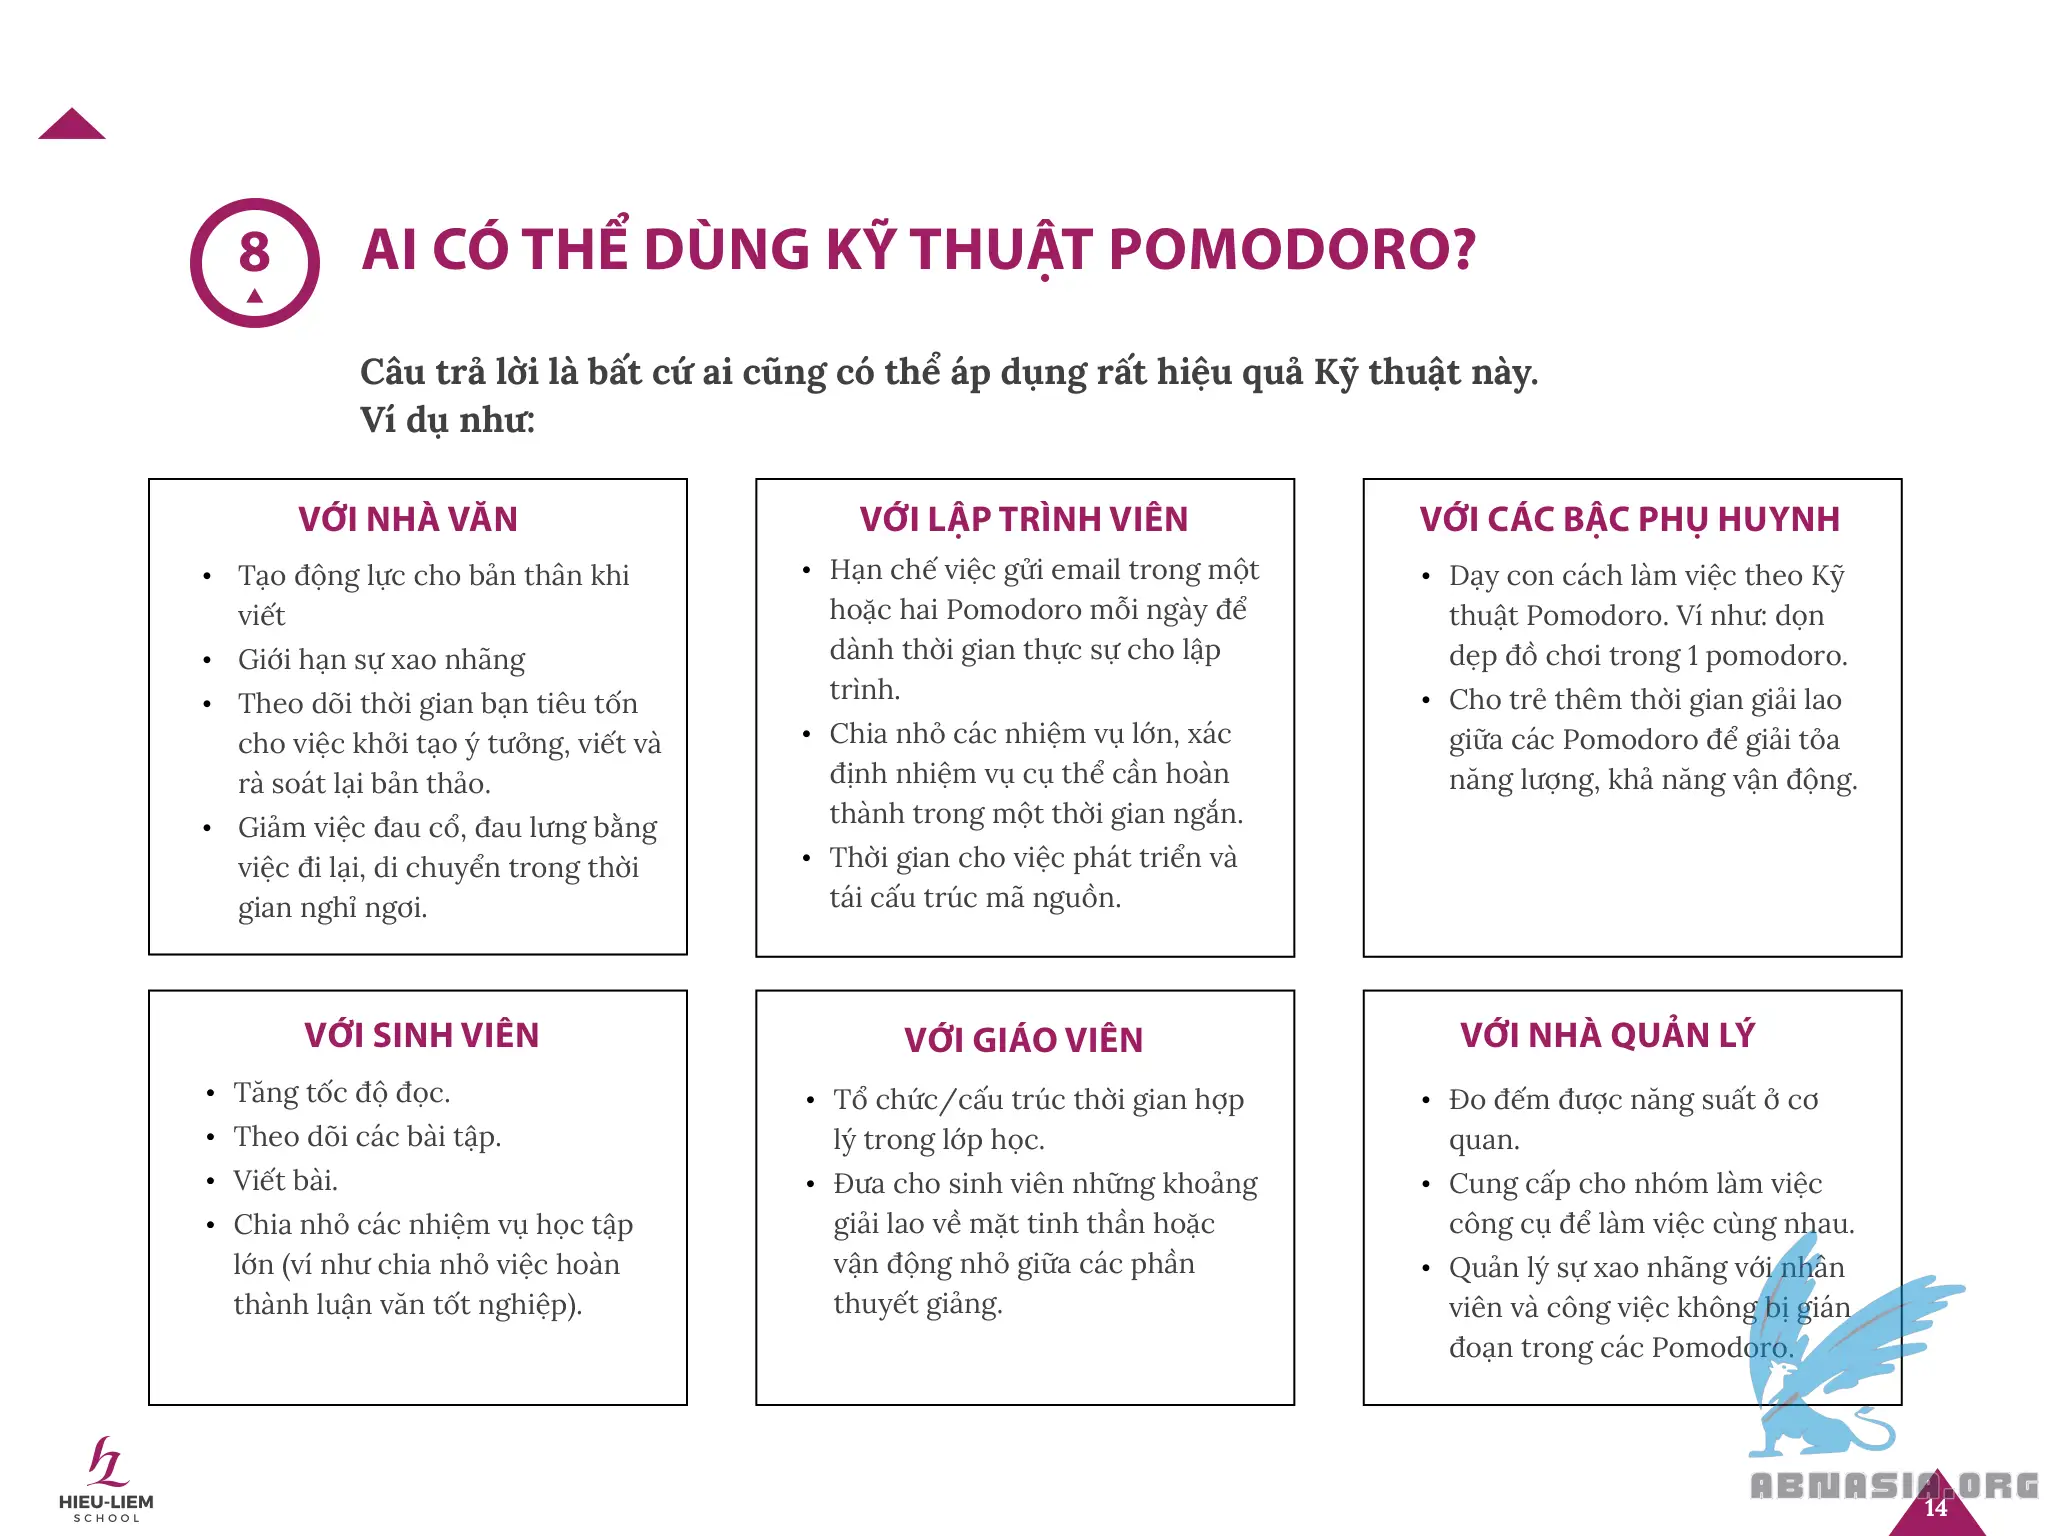 8
AI CÓ THỂ DÙNG KỸ THUẬT POMODORO?
Câu trả lời là bất cứ ai cũng có thể áp dụng rất hiệu quả Kỹ thuật này.
Ví dụ như:
VỚI NHÀ VĂN
• Tạo động lực cho bản thân khi
viết
• Giới hạn sự xao nhãng
• Theo dõi thời gian bạn tiêu tốn
cho việc khởi tạo ý tưởng, viết và
rà soát lại bản thảo.
• Giảm việc đau cổ, đau lưng bằng
việc đi lại, di chuyển trong thời
gian nghỉ ngơi.
VỚI LẬP TRÌNH VIÊN
• Hạn chế việc gửi email trong một
hoặc hai Pomodoro mỗi ngày để
dành thời gian thực sự cho lập
trình.
• Chia nhỏ các nhiệm vụ lớn, xác
định nhiệm vụ cụ thể cần hoàn
thành trong một thời gian ngắn.
• Thời gian cho việc phát triển và
tái cấu trúc mã nguồn.
VỚI CÁC BẬC PHỤ HUYNH
• Dạy con cách làm việc theo Kỹ
thuật Pomodoro. Ví như: dọn
dẹp đồ chơi trong 1 pomodoro.
• Cho trẻ thêm thời gian giải lao
giữa các Pomodoro để giải tỏa
năng lượng, khả năng vận động.
VỚI SINH VIÊN
• Tăng tốc độ đọc.
• Theo dõi các bài tập.
• Viết bài.
• Chia nhỏ các nhiệm vụ học tập
lớn (ví như chia nhỏ việc hoàn
thành luận văn tốt nghiệp).
VỚI GIÁO VIÊN
• Tổ chức/cấu trúc thời gian hợp
lý trong lớp học.
• Đưa cho sinh viên những khoảng
giải lao về mặt tinh thần hoặc
vận động nhỏ giữa các phần
thuyết giảng.
VỚI NHÀ QUẢN LÝ
• Đo đếm được năng suất ở cơ
quan.
• Cung cấp cho nhóm làm việc
công cụ để làm việc cùng nhau.
• Quản lý sự xao nhãng với nhân
viên và công việc không bị gián
đoạn trong các Pomodoro.
HIEU-LIEM
SCHOOL
ABNASIA.ORG
14